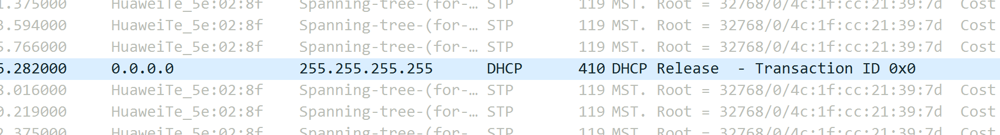 1.375000 HuaweiTe_5e:02:8f Spanning-tree-(for-… STP 119 MST. Root = 32768/0/4c:1f:cc:21:39:7d Cost
3.594000 HuaweiTe_5e:02:8f Spanning-tree-(for-… STP 119 MST. Root = 32768/0/4c:1f:cc:21:39:7d Cost
5.766000 HuaweiTe_5e:02:8f Spanning-tree-(for-… STP 119 MST. Root = 32768/0/4c:1f:cc:21:39:7d Cost
6.282000 0.0.0.0 255.255.255.255 DHCP 410 DHCP Release - Transaction ID 0x0
8.016000 HuaweiTe_5e:02:8f Spanning-tree-(for-… STP 119 MST. Root = 32768/0/4c:1f:cc:21:39:7d Cost
0.219000 HuaweiTe_5e:02:8f Spanning-tree-(for-… STP 119 MST. Root = 32768/0/4c:1f:cc:21:39:7d Cost
2.375000 HuaweiTe_5e:02:8f Spanning-tree-(for-… STP 119 MST. Root = 32768/0/4c:1f:cc:21:39:7d Cost